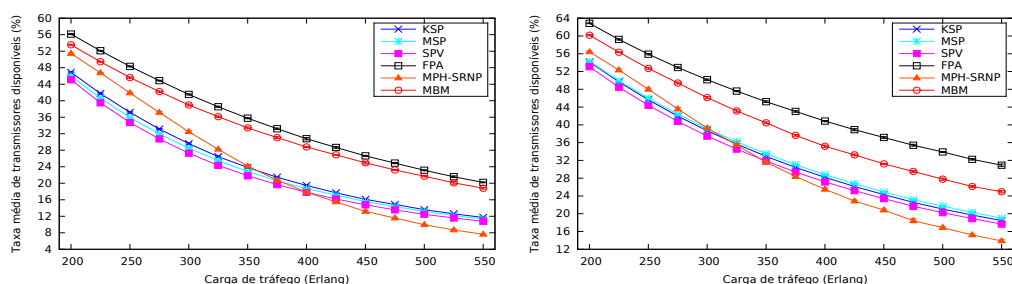 Taxa média de transmissores disponíveis (%)
60
56
52
48
44
40
36
32
28
24
20
16
12
8
4
200
250
300
350
400
450
500
550
Carga de tráfego (Erlang)
KSP
MSP
SPV
FPA
MPH-SRNP
MBM
Taxa média de transmissores disponíveis (%)
64
60
56
52
48
44
40
36
32
28
24
20
16
12
200
250
300
350
400
450
500
550
Carga de tráfego (Erlang)
KSP
MSP
SPV
FPA
MPH-SRNP
MBM